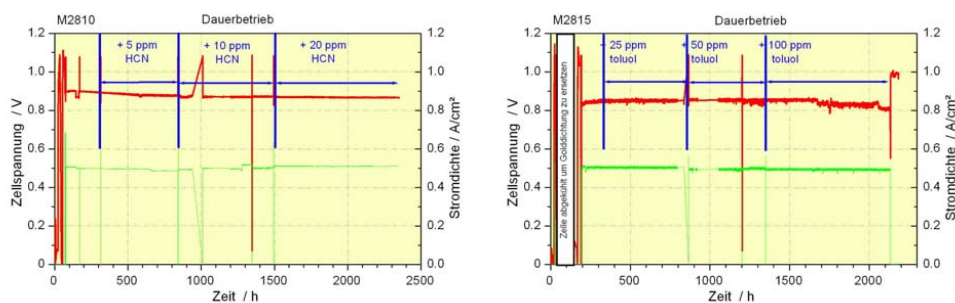 M2810
Dauerbetrieb
+ 5 ppm
HCN
+ 10 ppm
HCN
+ 20 ppm
HCN
Zellspannung / V
1.2
1.0
0.8
0.6
0.4
0.2
0.0
Stromdichte / A/cm²
1.2
1.0
0.8
0.6
0.4
0.2
0.0
0
500
1000
1500
2000
2500
Zeit / h
M2815
Dauerbetrieb
+ 25 ppm
toluol
+ 50 ppm
toluol
+ 100 ppm
toluol
Zelle abgekühlt um Golddichtung zu ersetzen
Zellspannung / V
1.2
1.0
0.8
0.6
0.4
0.2
0.0
Stromdichte / A/cm²
1.2
1.0
0.8
0.6
0.4
0.2
0.0
0
500
1000
1500
2000
Zeit / h